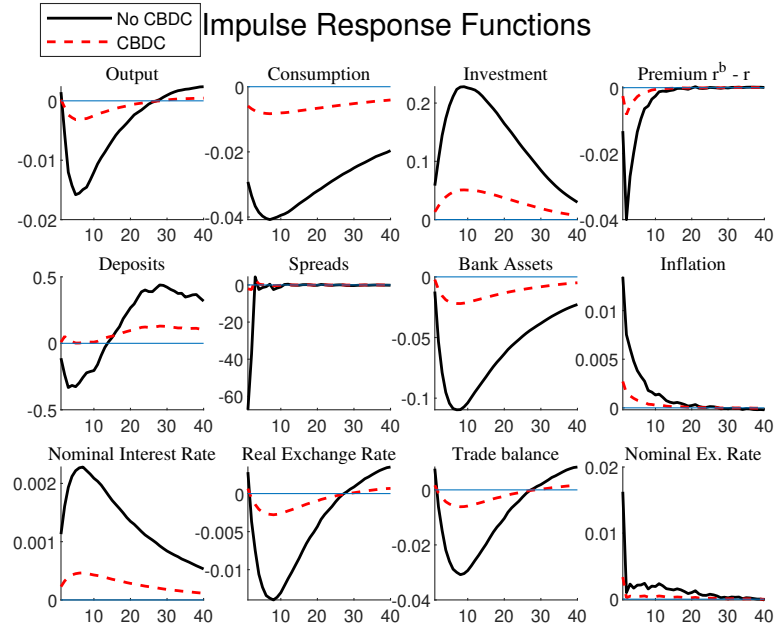 No CBDC
CBDC
Impulse Response Functions
Output
Consumption
Investment
Premium r^b - r
0
-0.01
-0.02
10 20 30 40
0
-0.02
-0.04
10 20 30 40
0.2
0.1
0
10 20 30 40
0
-0.02
-0.04
10 20 30 40
Deposits
Spreads
Bank Assets
Inflation
0.5
0
-0.5
10 20 30 40
0
-20
-40
-60
10 20 30 40
0
-0.05
-0.1
10 20 30 40
0.01
0.005
0
10 20 30 40
Nominal Interest Rate
Real Exchange Rate
Trade balance
Nominal Ex. Rate
0.002
0.001
0
10 20 30 40
0
-0.005
-0.01
10 20 30 40
0
-0.02
-0.04
10 20 30 40
0.02
0.01
0
10 20 30 40